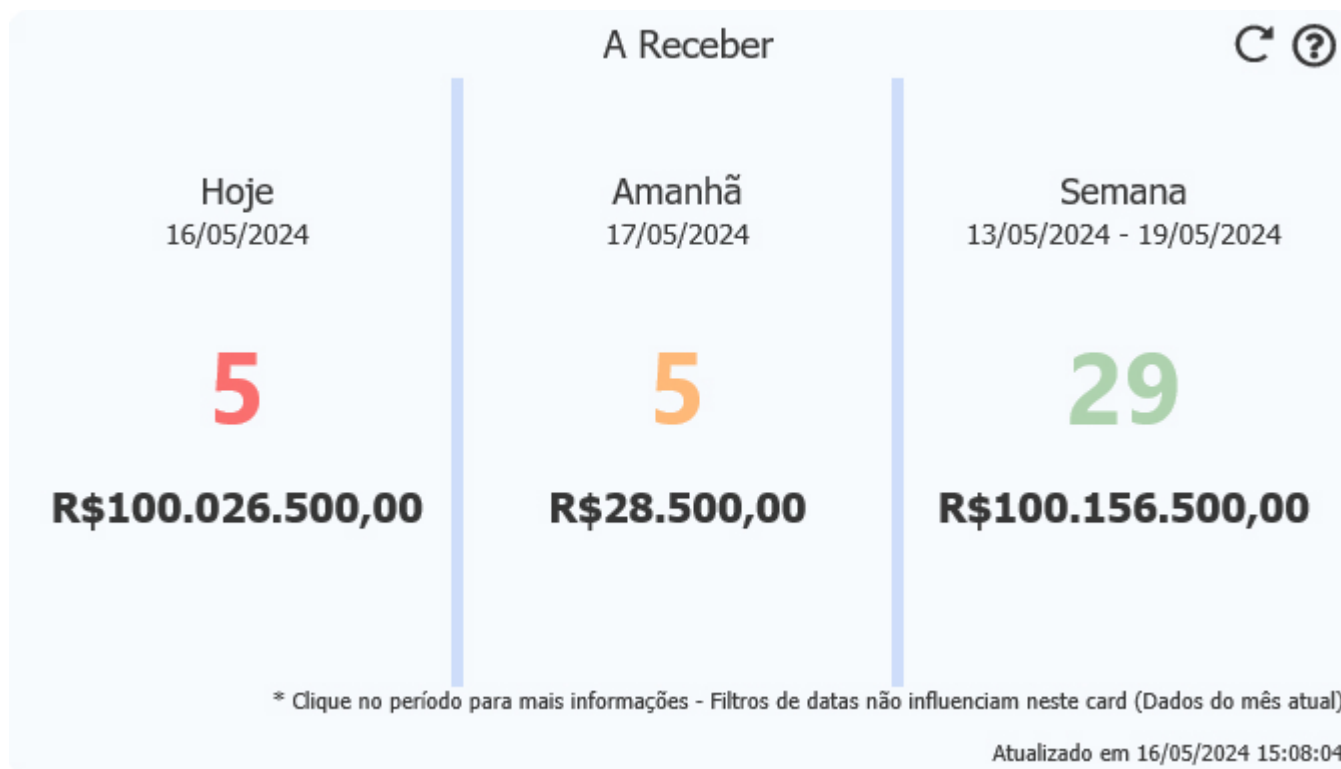 A Receber
Hoje
16/05/2024
5
R$100.026.500,00
Amanhã
17/05/2024
5
R$28.500,00
Semana
13/05/2024 - 19/05/2024
29
R$100.156.500,00
* Clique no período para mais informações - Filtros de datas não influenciam neste card (Dados do mês atual)
Atualizado em 16/05/2024 15:08:04